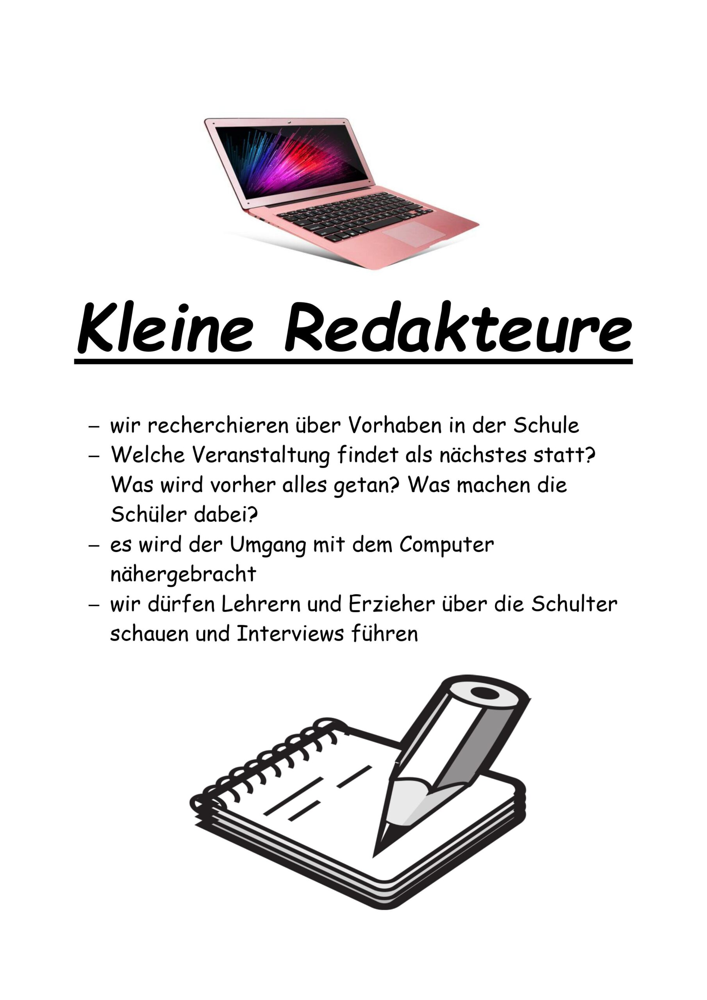 Kleine Redakteure
– wir recherchieren über Vorhaben in der Schule
– Welche Veranstaltung findet als nächstes statt?
Was wird vorher alles getan? Was machen die
Schüler dabei?
– es wird der Umgang mit dem Computer
nähergebracht
– wir dürfen Lehrern und Erzieher über die Schulter
schauen und Interviews führen